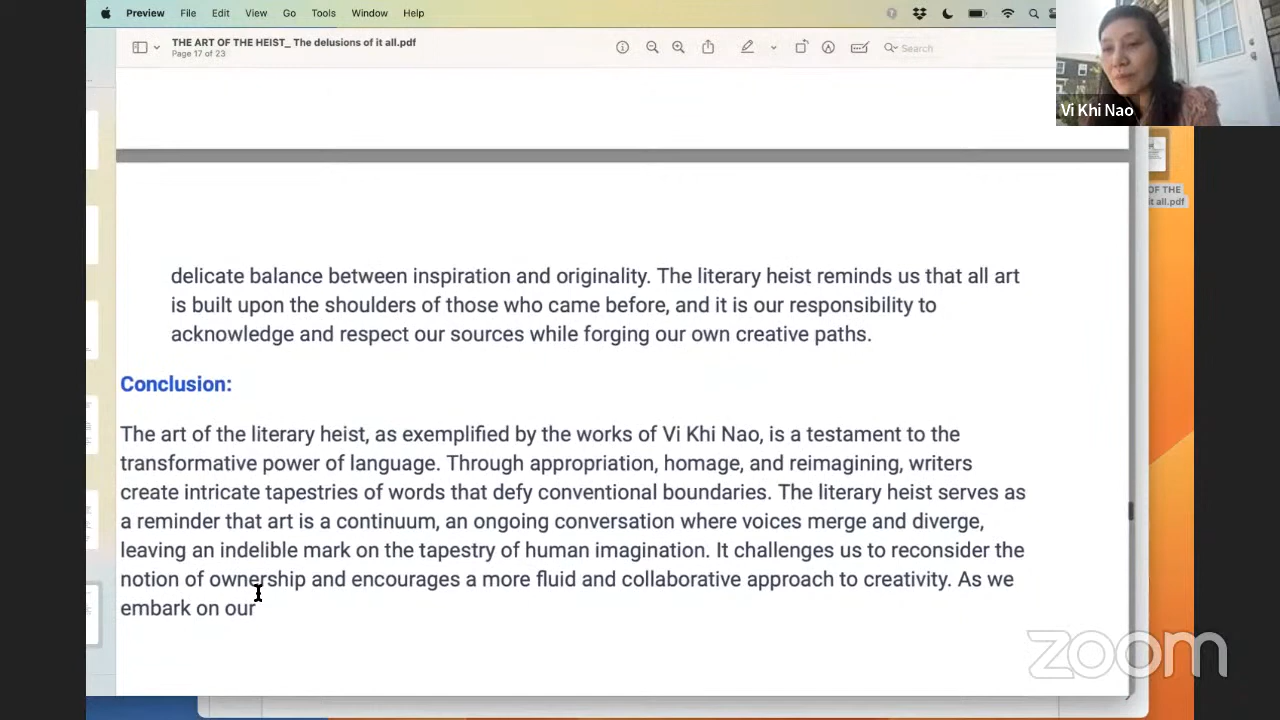 Preview File Edit View Go Tools Window Help
THE ART OF THE HEIST_ The delusions of it all.pdf
Page 17 of 23
Search
Vi Khi Nao
OF THE
it all.pdf
delicate balance between inspiration and originality. The literary heist reminds us that all art
is built upon the shoulders of those who came before, and it is our responsibility to
acknowledge and respect our sources while forging our own creative paths.
Conclusion:
The art of the literary heist, as exemplified by the works of Vi Khi Nao, is a testament to the
transformative power of language. Through appropriation, homage, and reimagining, writers
create intricate tapestries of words that defy conventional boundaries. The literary heist serves as
a reminder that art is a continuum, an ongoing conversation where voices merge and diverge,
leaving an indelible mark on the tapestry of human imagination. It challenges us to reconsider the
notion of ownership and encourages a more fluid and collaborative approach to creativity. As we
embark on our
zoom